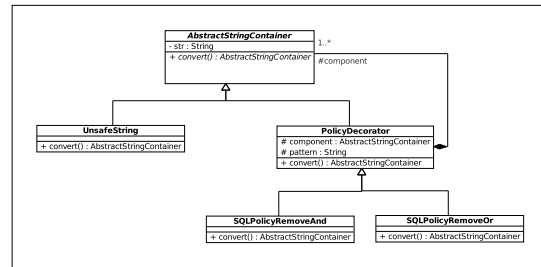 AbstractStringContainer
- str : String
+ convert() : AbstractStringContainer
1..*
#component
UnsafeString
+ convert() : AbstractStringContainer
PolicyDecorator
# component : AbstractStringContainer
# pattern : String
+ convert() : AbstractStringContainer
SQLPolicyRemoveAnd
+ convert() : AbstractStringContainer
SQLPolicyRemoveOr
+ convert() : AbstractStringContainer